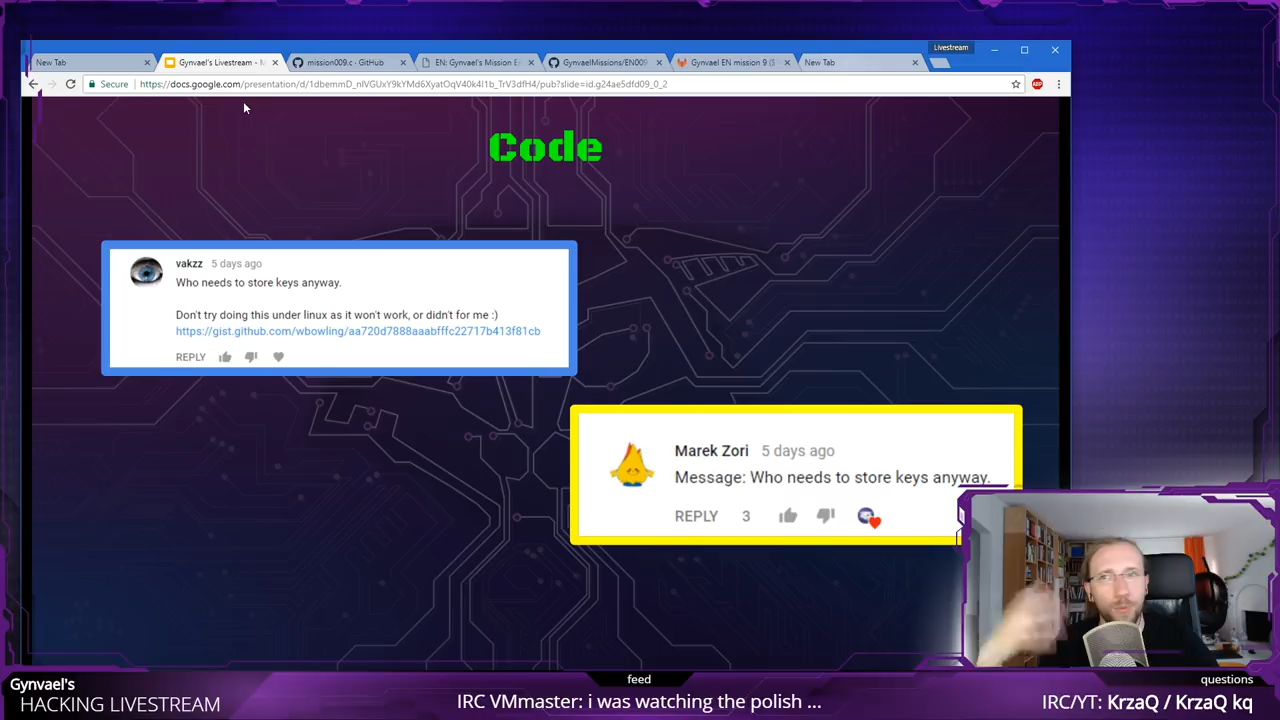 Livestream
New Tab
Gynvael's Livestream - M
mission009.c · GitHub
EN: Gynael's Mission E
GynvaelMissions/EN009
Gynvael EN mission 9 (S
New Tab
Secure
https://docs.google.com/presentation/d/1dbemmD_nlVGUxY9kYMd6XyatOqV40k4l1b_TrV3dfH4/pub?slide=id.g24ae5dfd09_0_2
Code
vakzz 5 days ago
Who needs to store keys anyway.
Don't try doing this under linux as it won't work, or didn't for me :)
https://gist.github.com/wbowling/aa720d7888aaabfffc22717b413f81cb
REPLY
Marek Zori 5 days ago
Message: Who needs to store keys anyway.
REPLY 3
Gynvael's
HACKING LIVESTREAM
feed
IRC VMmaster: i was watching the polish ...
questions
IRC/YT: KrzaQ / KrzaQ kq